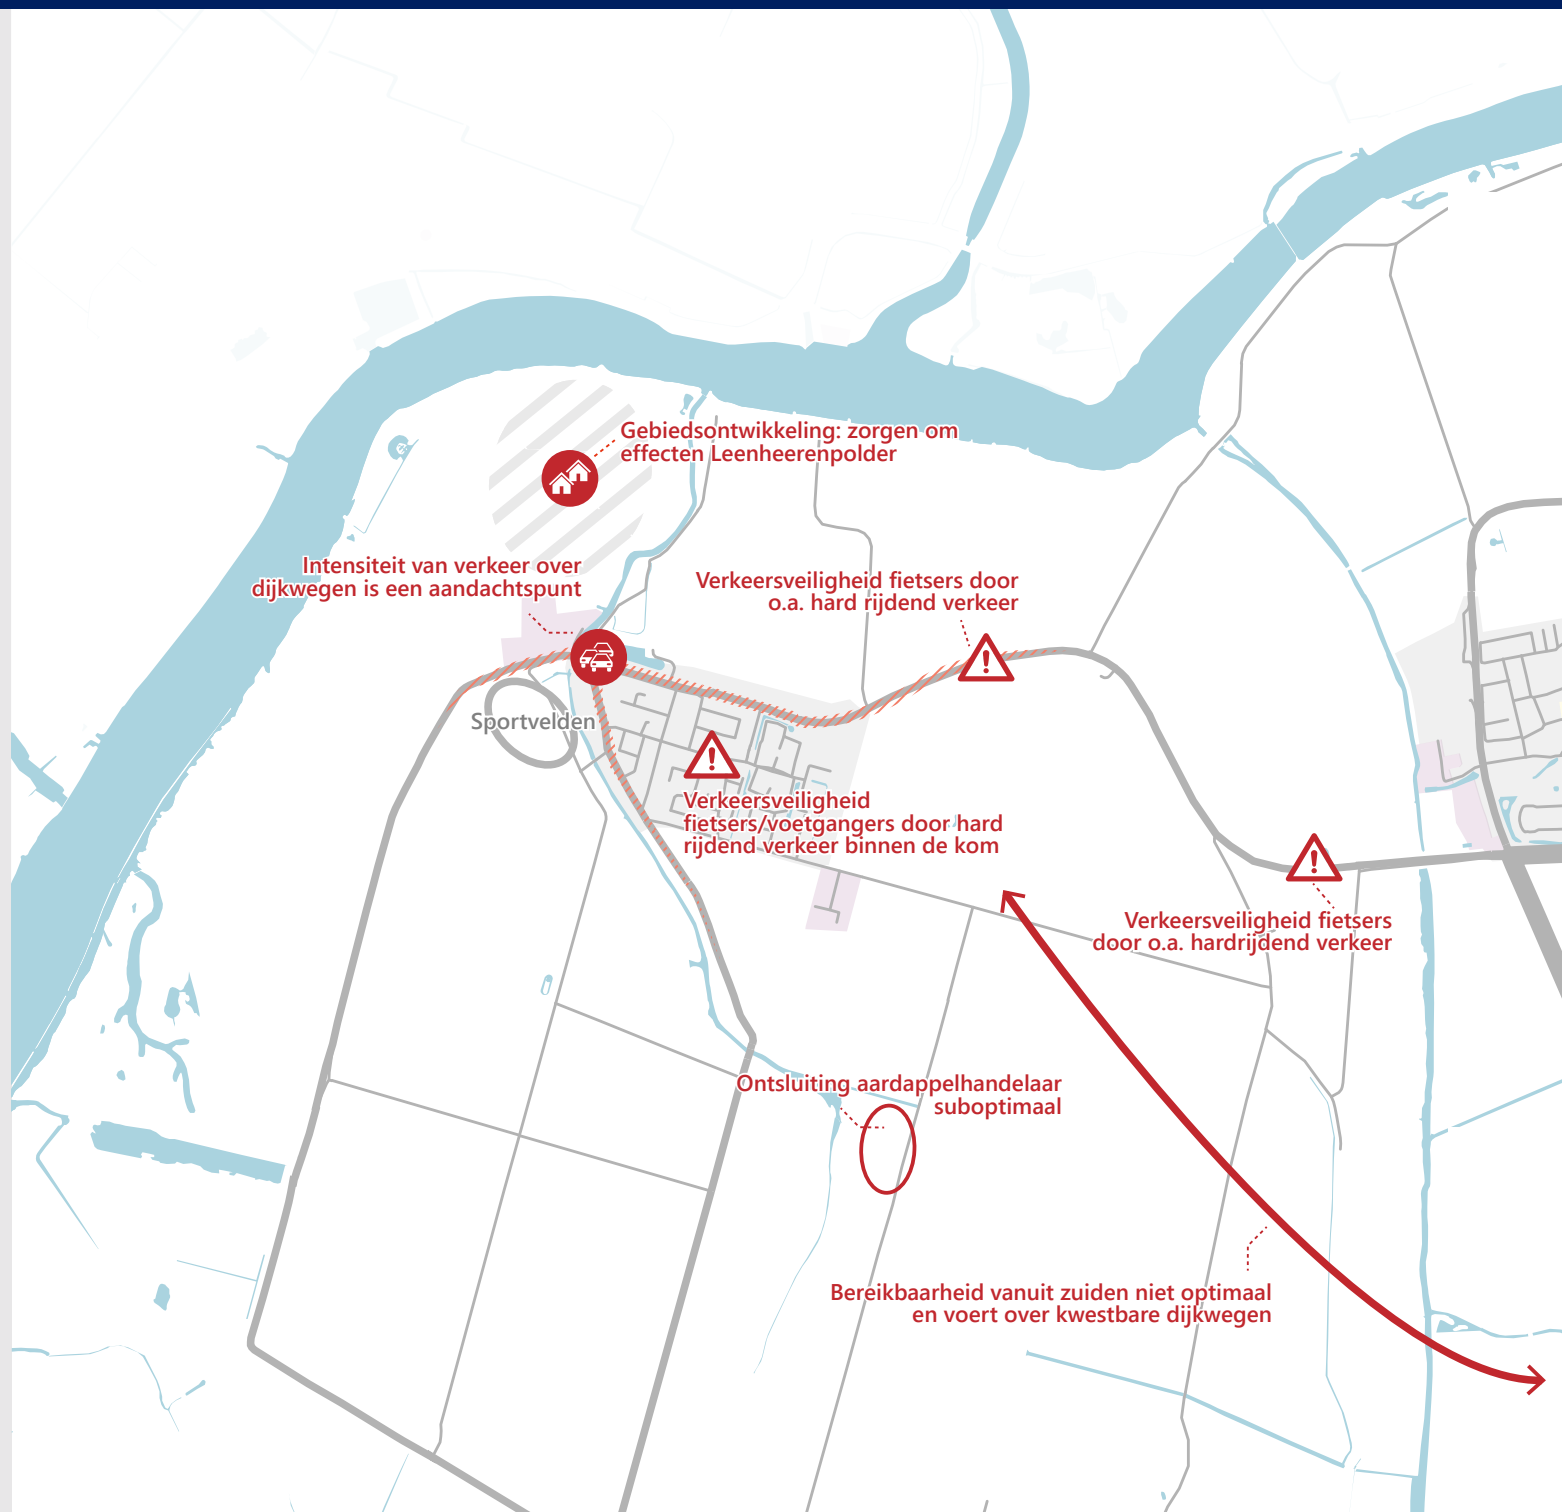 Gebiedsontwikkeling: zorgen om
effecten Leenheerenpolder
Intensiteit van verkeer over
dijkwegen is een aandachtspunt
Verkeersveiligheid fietsers door
o.a. hard rijdend verkeer
Sportvelden
Verkeersveiligheid
fietsers/voetgangers door hard
rijdend verkeer binnen de kom
Verkeersveiligheid fietsers
door o.a. hardrijdend verkeer
Ontsluiting aardappelhandelaar
suboptimaal
Bereikbaarheid vanuit zuiden niet optimaal
en voert over kwestbare dijkwegen